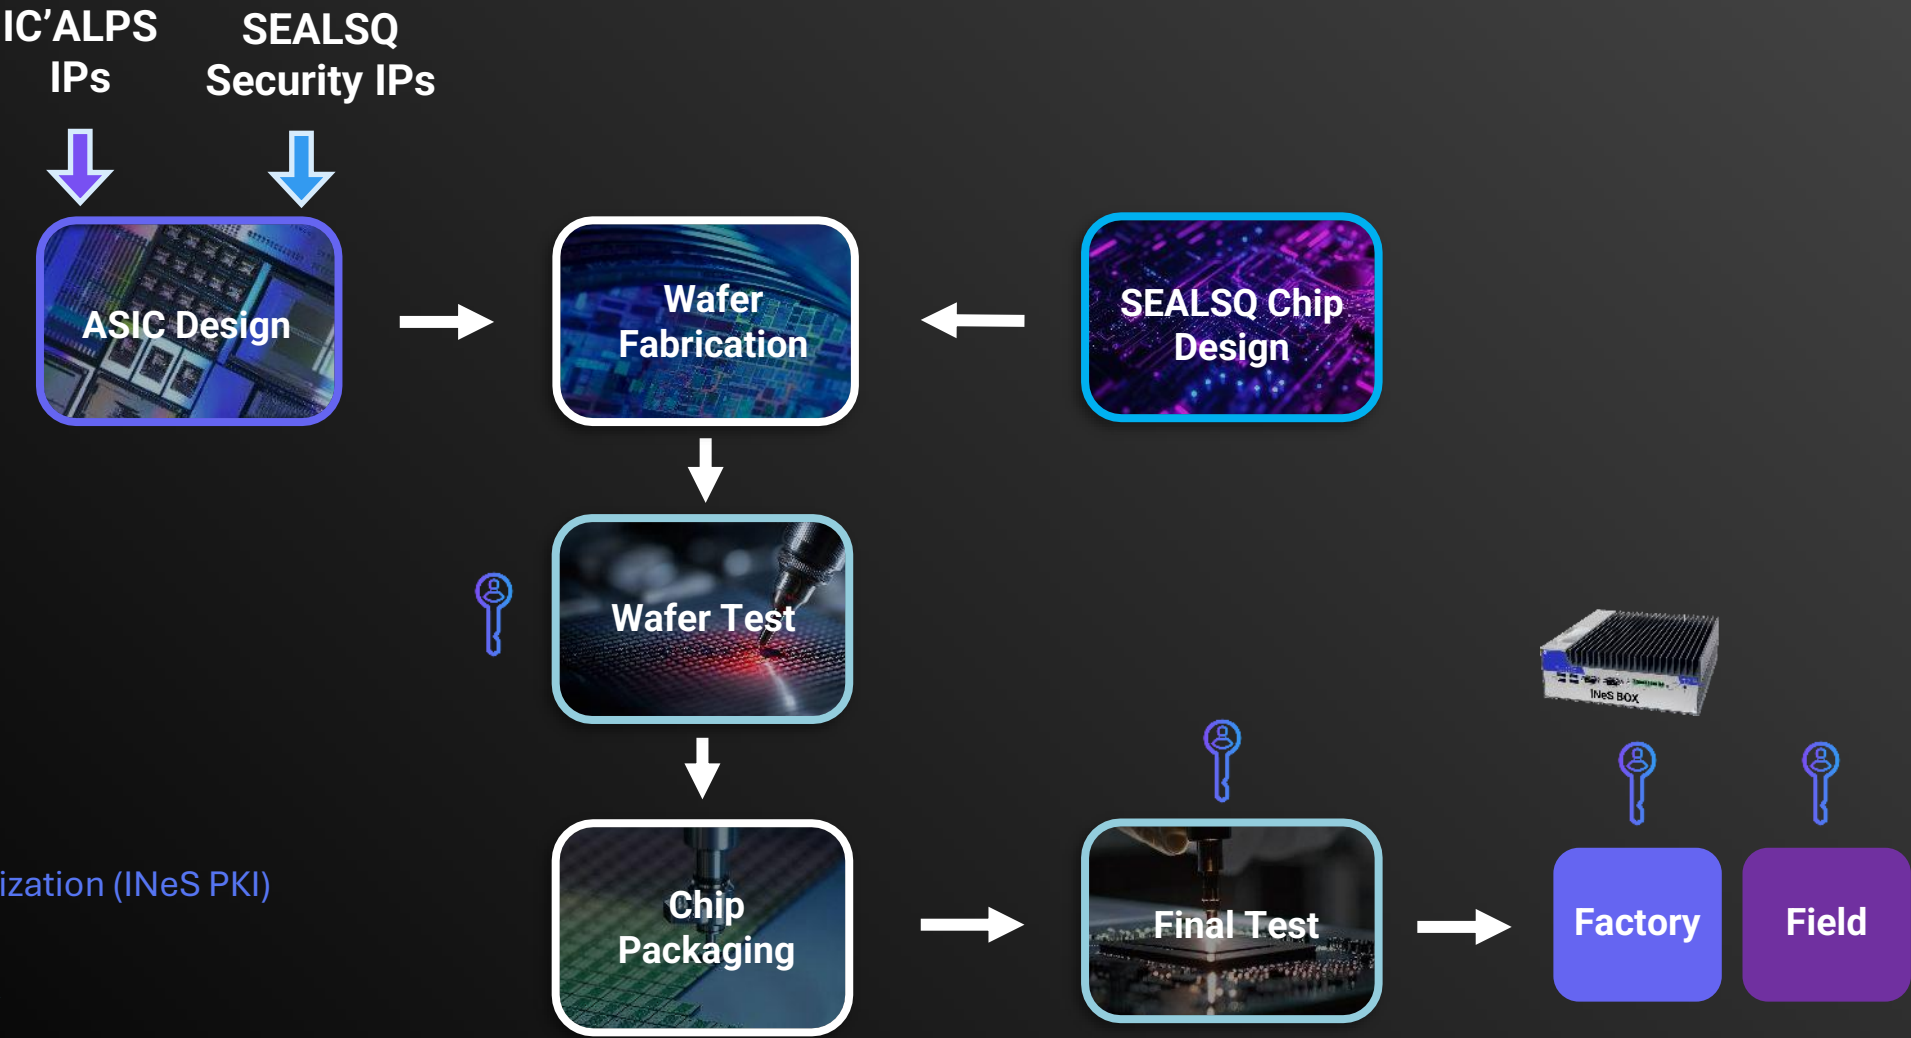 IC’ALPS
IPs
SEALSQ
Security IPs
ASIC Design
Wafer
Fabrication
SEALSQ Chip
Design
Wafer Test
INeS BOX
ization (INeS PKI)
Chip
Packaging
Final Test
Factory
Field